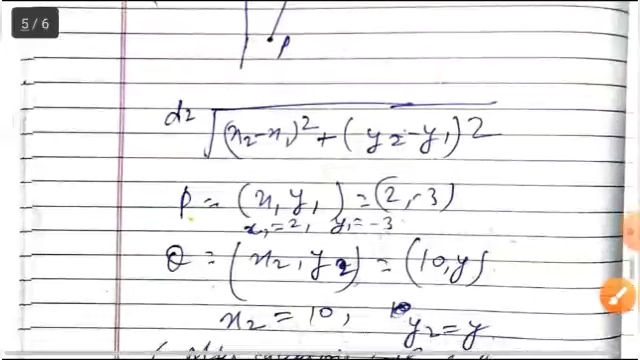 5 / 6
P
d= √(x₂-x₁)² + (y₂-y₁)2
P = (x, y₁) = (2, -3)
x₁=2, y₁=-3
Q = (x₂, y₂) = (10, y)
x₂ = 10, y₂ = y